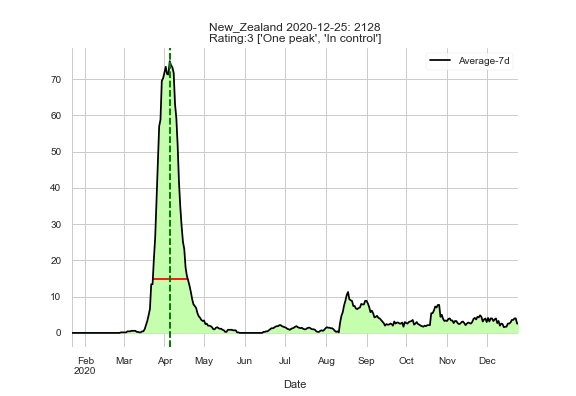 New_Zealand 2020-12-25: 2128
Rating:3 ['One peak', 'In control']
Average-7d
70
60
50
40
30
20
10
0
Feb Mar Apr May Jun Jul Aug Sep Oct Nov Dec
2020
Date